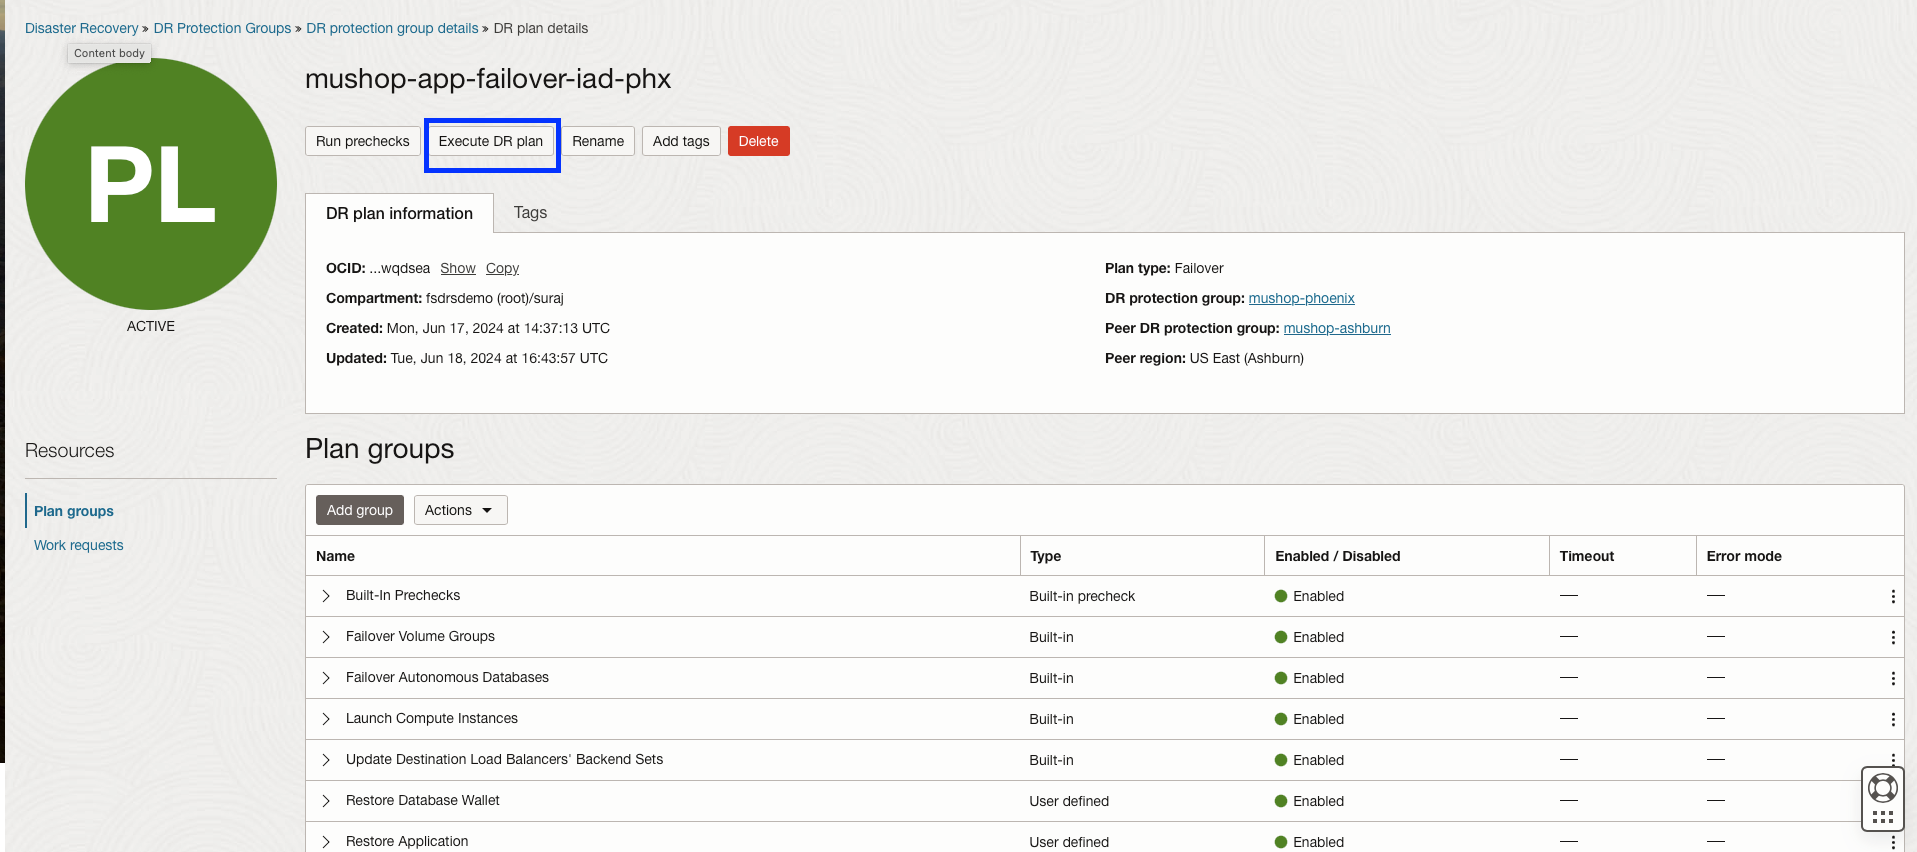 Disaster Recovery » DR Protection Groups » DR protection group details » DR plan details
Content body
PL
ACTIVE
mushop-app-failover-iad-phx
Run prechecks Execute DR plan Rename Add tags Delete
DR plan information Tags
OCID: ...wqdsea Show Copy
Compartment: fsdrsdemo (root)/suraj
Created: Mon, Jun 17, 2024 at 14:37:13 UTC
Updated: Tue, Jun 18, 2024 at 16:43:57 UTC
Plan type: Failover
DR protection group: mushop-phoenix
Peer DR protection group: mushop-ashburn
Peer region: US East (Ashburn)
Resources
Plan groups
Work requests
Plan groups
Add group Actions
Name Type Enabled / Disabled Timeout Error mode
Built-In Prechecks Built-in precheck Enabled — —
Failover Volume Groups Built-in Enabled — —
Failover Autonomous Databases Built-in Enabled — —
Launch Compute Instances Built-in Enabled — —
Update Destination Load Balancers' Backend Sets Built-in Enabled — —
Restore Database Wallet User defined Enabled — —
Restore Application User defined Enabled — —